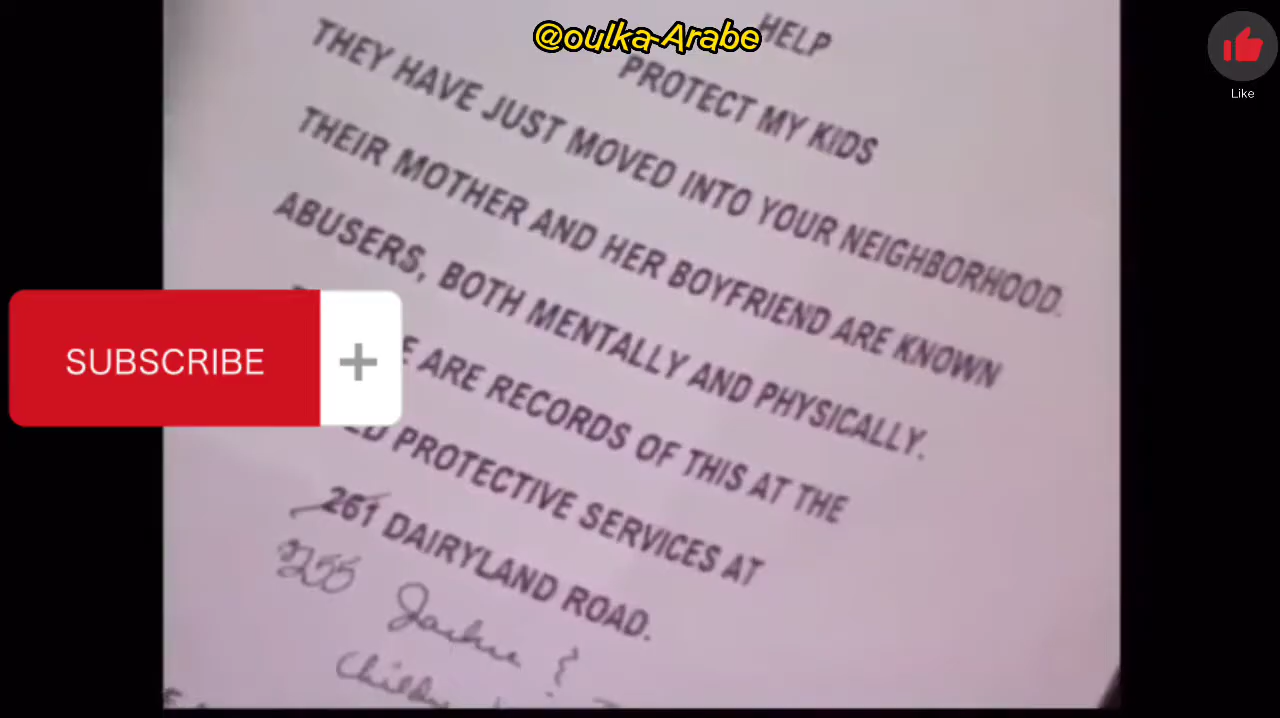 @oulka-Arabe
Like
HELP
PROTECT MY KIDS
THEY HAVE JUST MOVED INTO YOUR NEIGHBORHOOD.
THEIR MOTHER AND HER BOYFRIEND ARE KNOWN
ABUSERS, BOTH MENTALLY AND PHYSICALLY.
ARE RECORDS OF THIS AT THE
PROTECTIVE SERVICES AT
261 DAIRYLAND ROAD.
255 Jackie &
SUBSCRIBE +